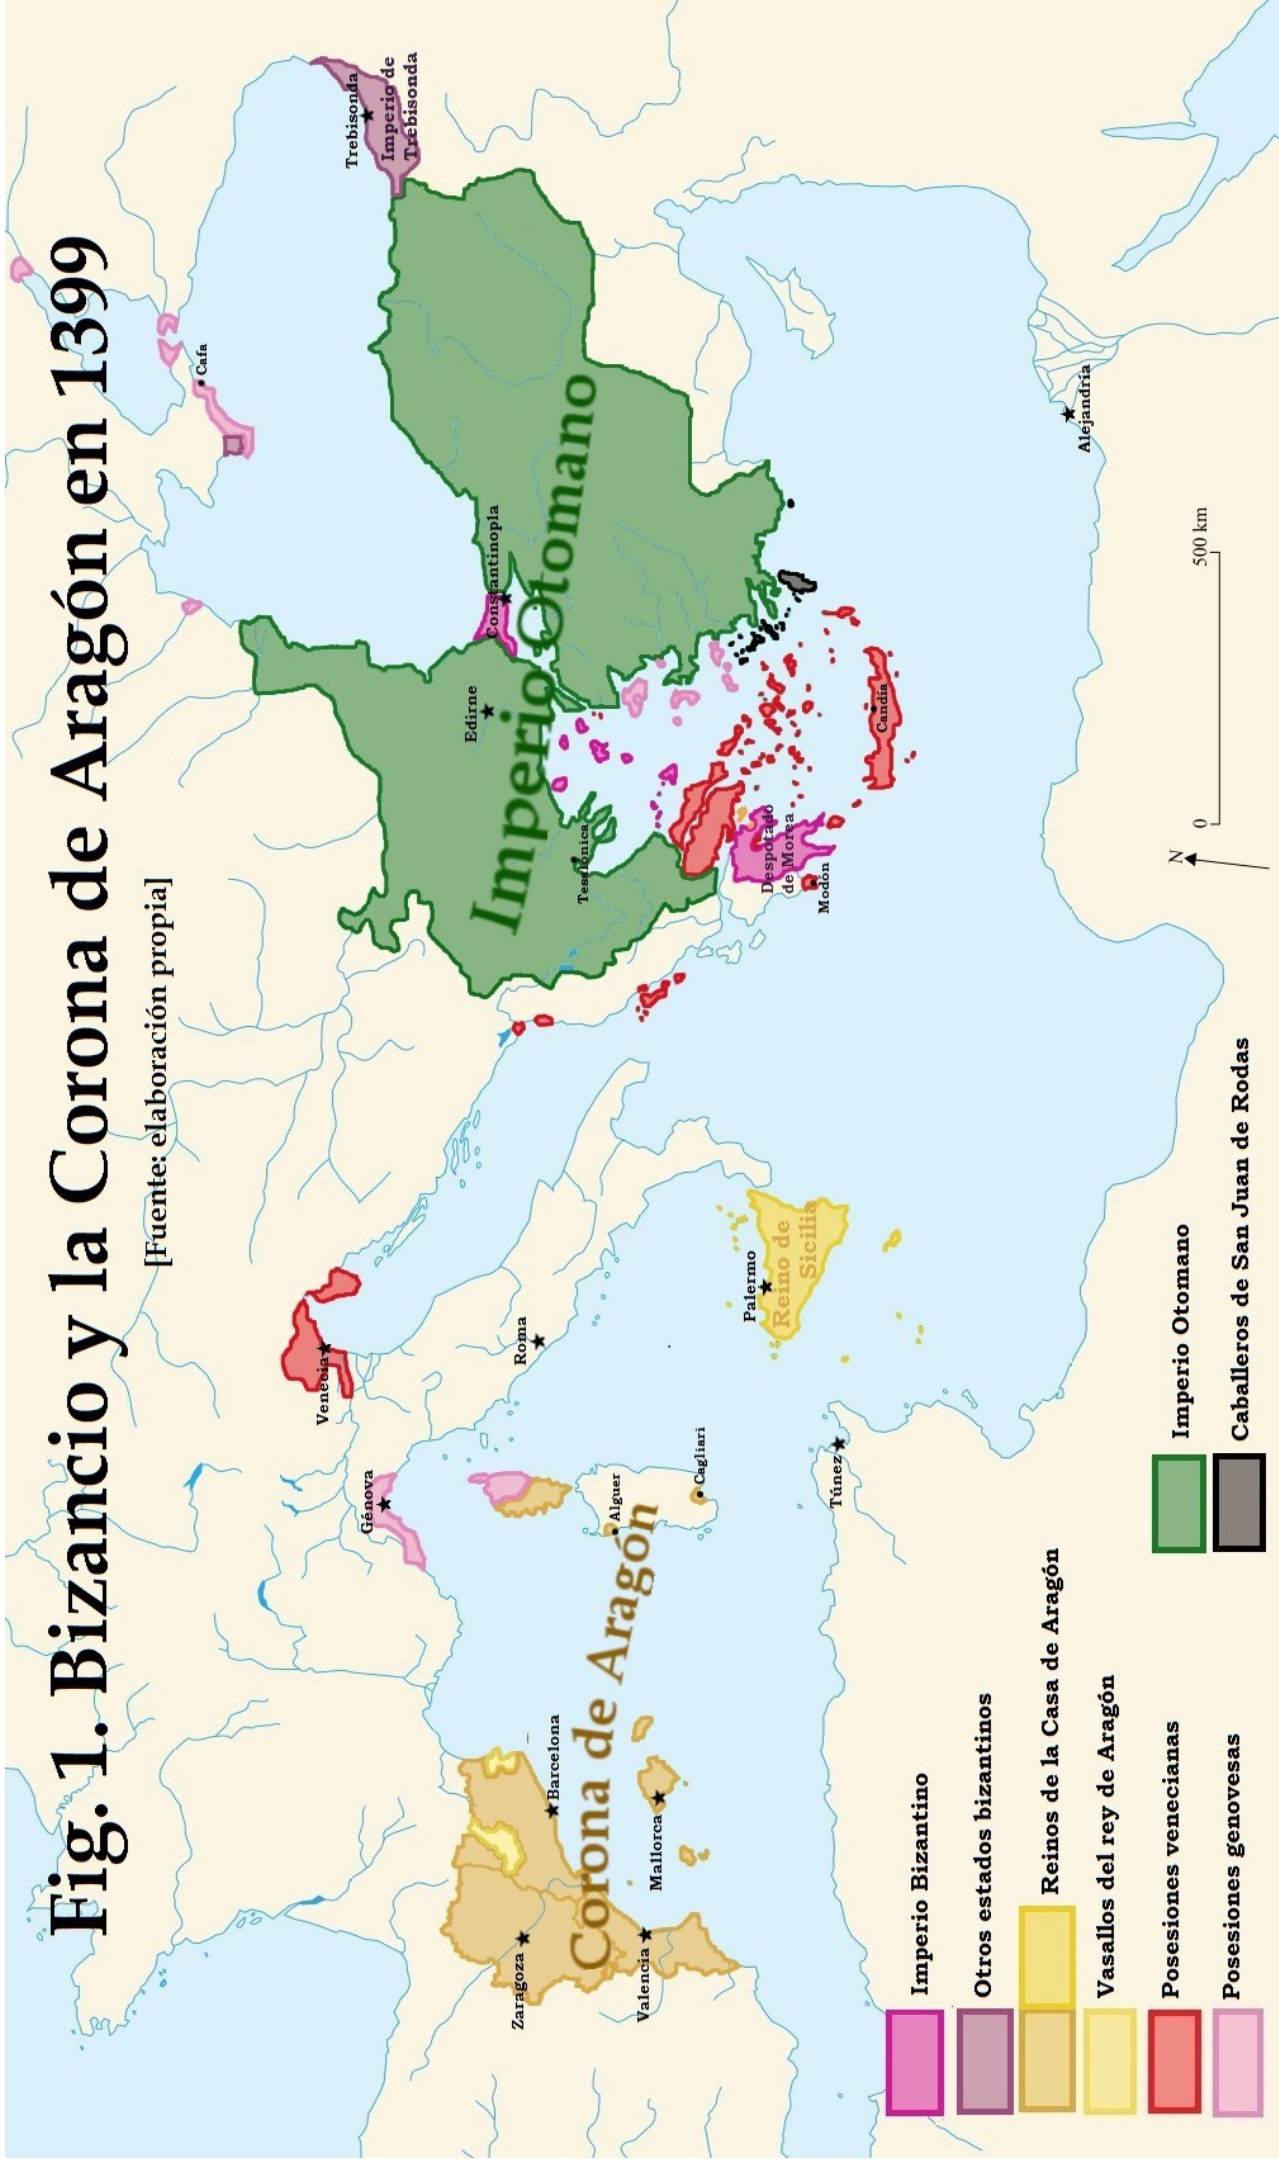 Fig. 1. Bizancio y la Corona de Aragón en 1399
[Fuente: elaboración propia]
Cafa
Trebisonda
Imperio de
Trebisonda
Venecia
Génova
Edirne
Constantinopla
Imperio Otomano
Tesalónica
Roma
Zaragoza
Barcelona
Corona de Aragón
Valencia
Mallorca
Alguer
Cagliari
Palermo
Reino de
Sicilia
Túnez
Despotado
de Morea
Modón
Candía
Alejandría
N
0
500 km
Imperio Bizantino
Otros estados bizantinos
Reinos de la Casa de Aragón
Vasallos del rey de Aragón
Posesiones venecianas
Posesiones genovesas
Imperio Otomano
Caballeros de San Juan de Rodas